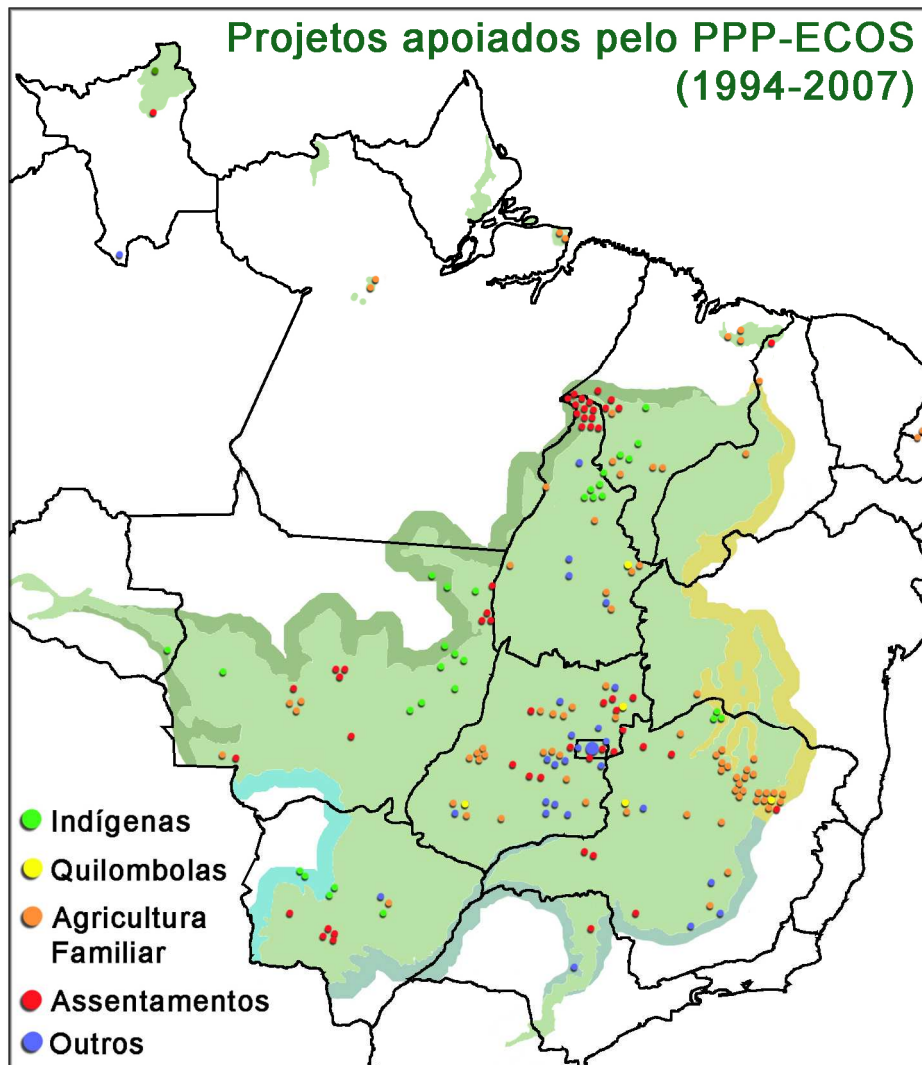 Projetos apoiados pelo PPP-ECOS
(1994-2007)
Indígenas
Quilombolas
Agricultura
Familiar
Assentamentos
Outros